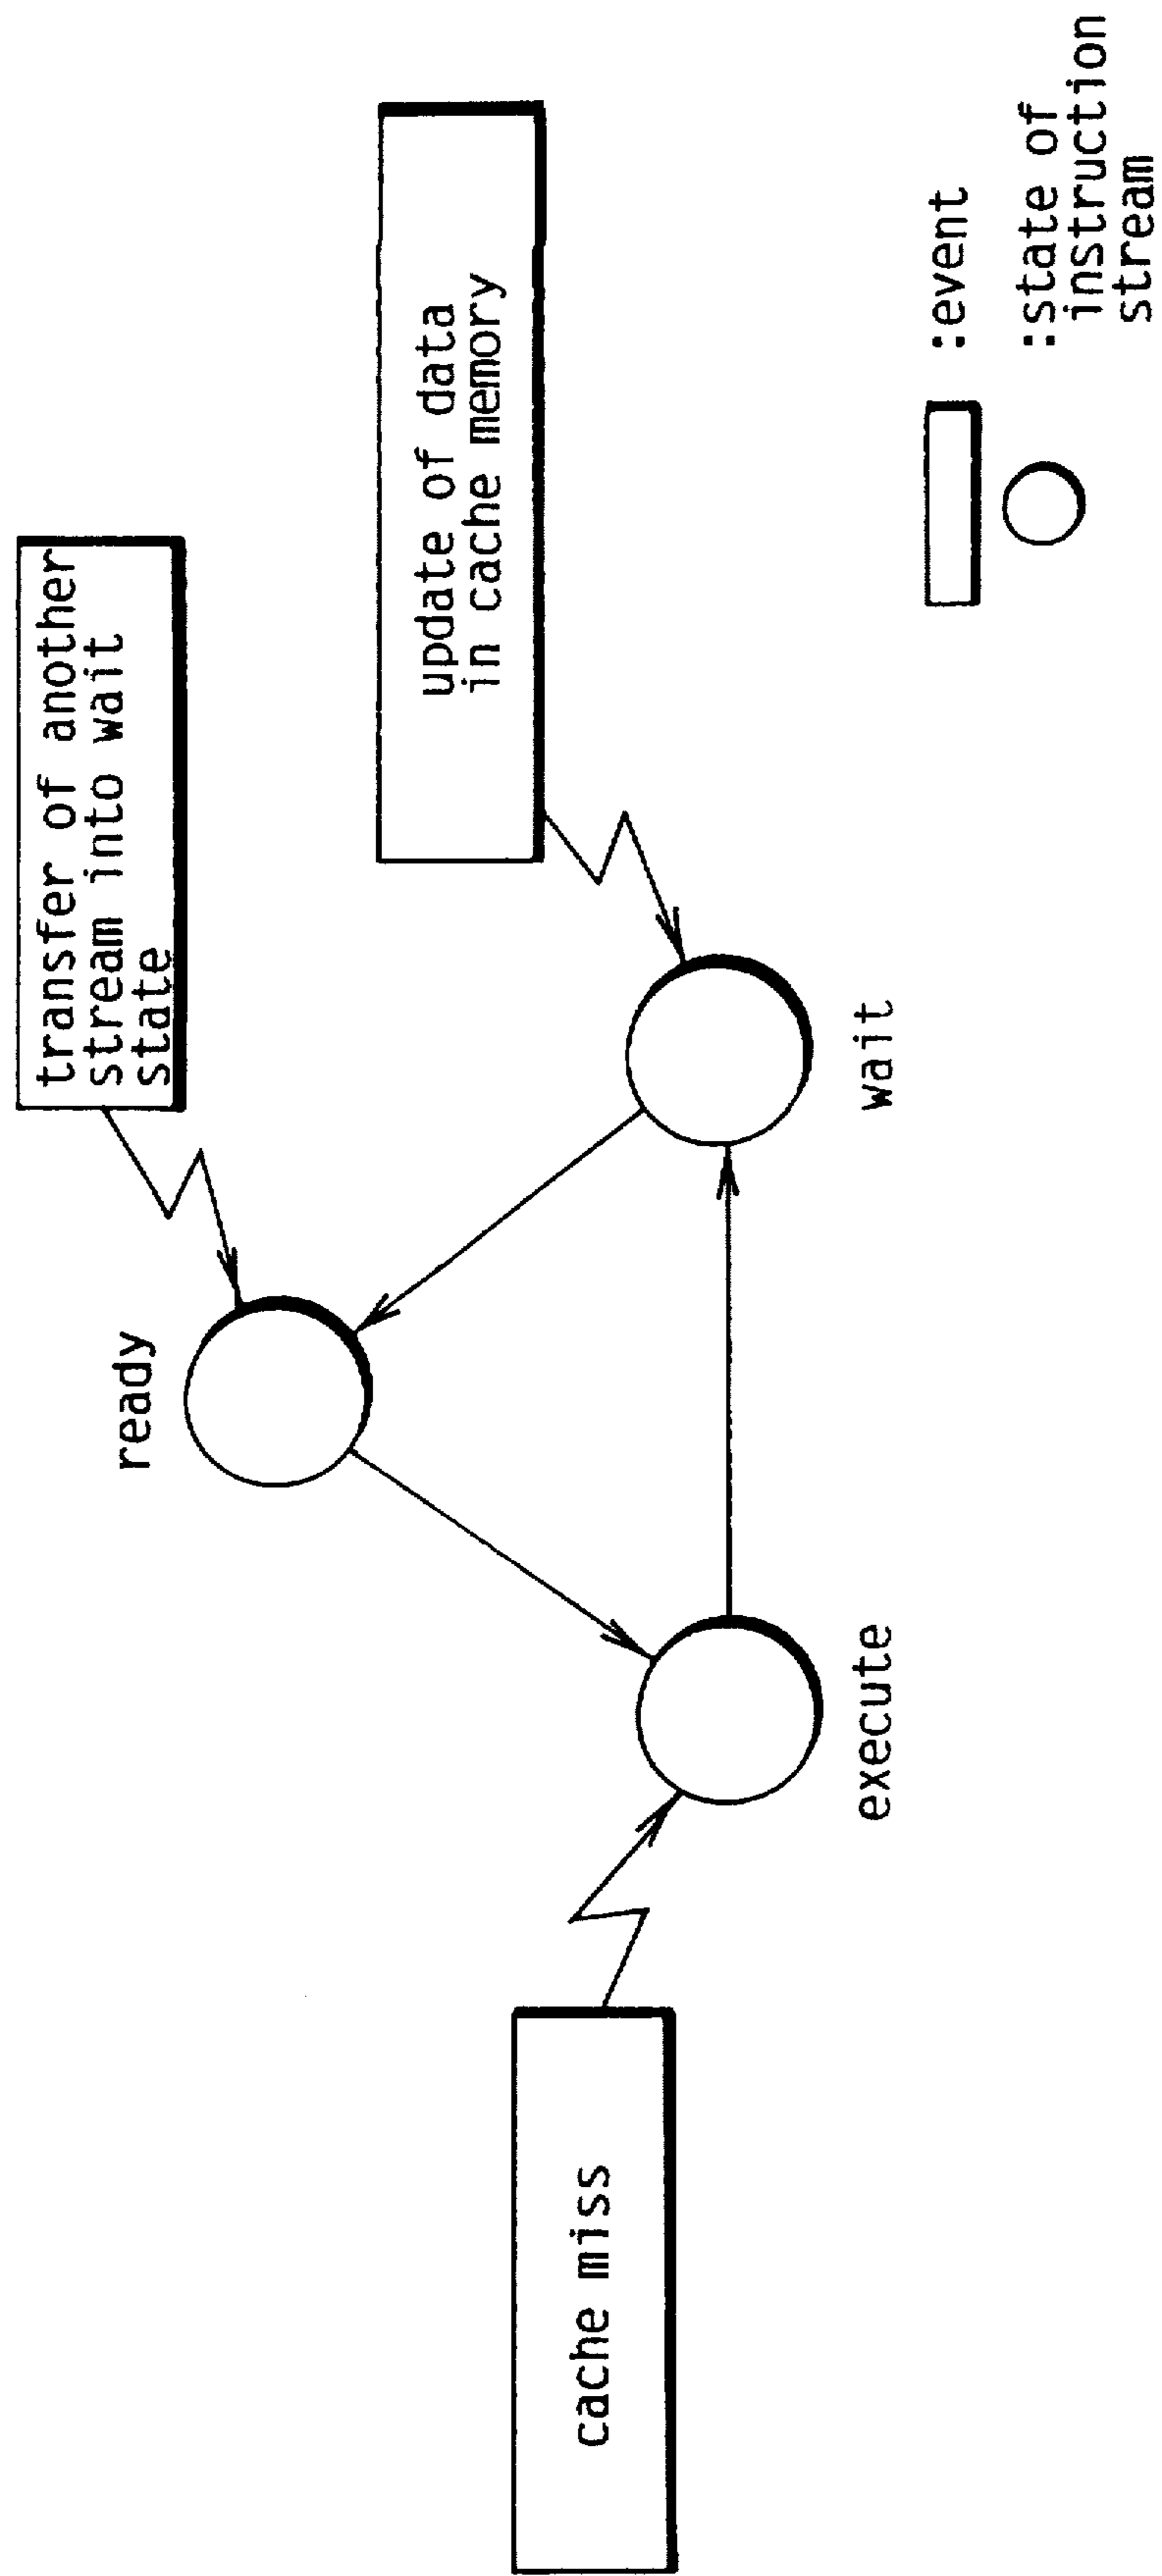 transfer of another
stream into wait
state
ready
update of data
in cache memory
cache miss
execute
wait
:event
:state of
instruction
stream